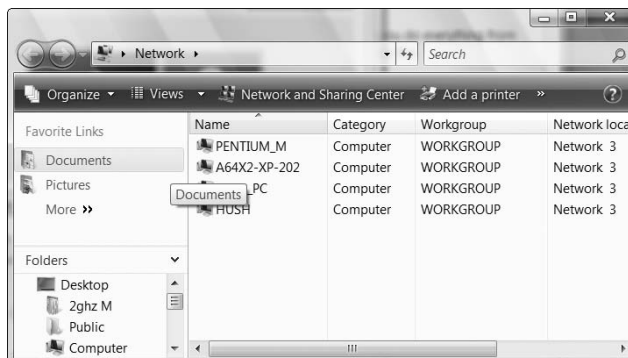 Network
Search
Organize Views Network and Sharing Center Add a printer »
Favorite Links
Documents
Pictures
More »
Folders
Desktop
2ghz M
Public
Computer
Name Category Workgroup Network loca
PENTIUM_M Computer WORKGROUP Network 3
A64X2-XP-202 Computer WORKGROUP Network 3
_PC Computer WORKGROUP Network 3
HUSH Computer WORKGROUP Network 3
Documents